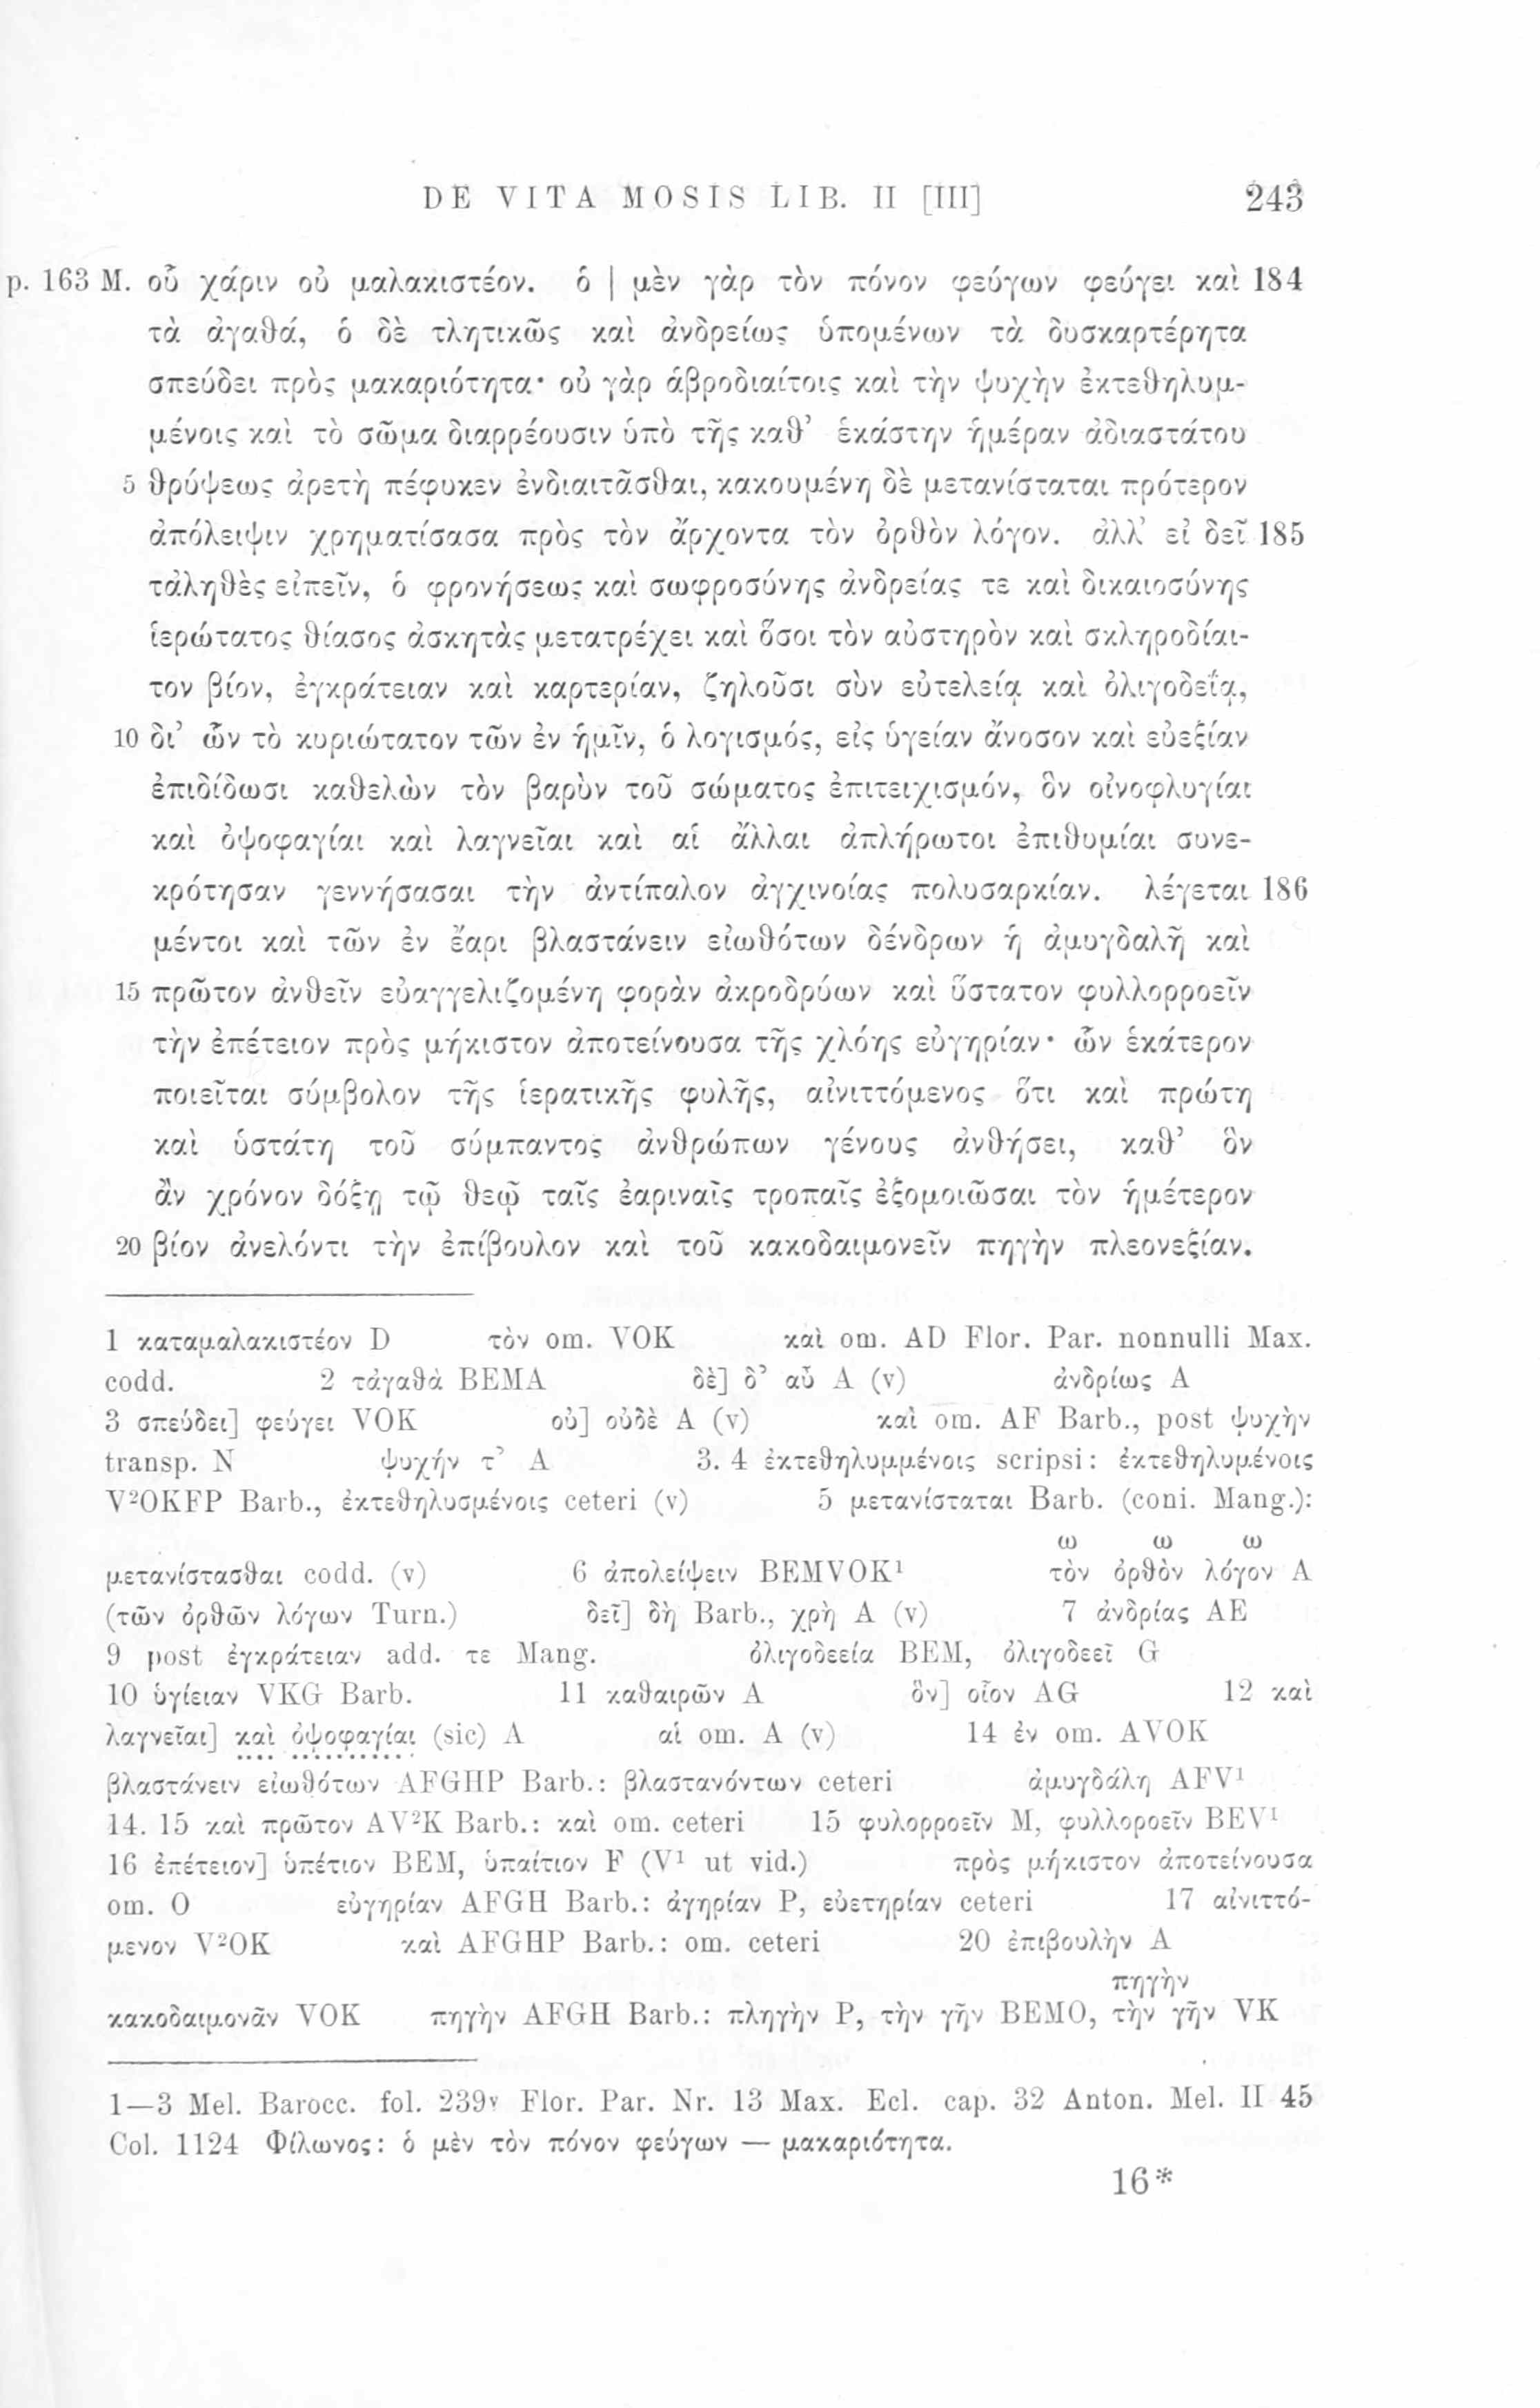 DE VITA MOSIS LIB. II [III] 243
p. 163 M. οὗ χάριν οὐ μαλακιστέον. ὁ | μὲν γὰρ τὸν πόνον φεύγων φεύγει καὶ 184
τὰ ἀγαθά, ὁ δὲ τλητικῶς καὶ ἀνδρείως ὑπομένων τὰ δυσκαρτέρητα
σπεύδει πρὸς μακαριότητα· οὐ γὰρ ἁβροδιαίτοις καὶ τὴν ψυχὴν ἐκτεθηλυμ-
μένοις καὶ τὸ σῶμα διαρρέουσιν ὑπὸ τῆς καθ’ ἑκάστην ἡμέραν ἀδιαστάτου
5 θρύψεως ἀρετὴ πέφυκεν ἐνδιαιτᾶσθαι, κακουμένη δὲ μετανίσταται πρότερον
ἀπόλειψιν χρηματίσασα πρὸς τὸν ἄρχοντα τὸν ὀρθὸν λόγον. ἀλλ’ εἰ δεῖ 185
τἀληθὲς εἰπεῖν, ὁ φρονήσεως καὶ σωφροσύνης ἀνδρείας τε καὶ δικαιοσύνης
ἱερώτατος θίασος ἀσκητὰς μετατρέχει καὶ ὅσοι τὸν αὐστηρὸν καὶ σκληροδίαι-
τον βίον, ἐγκράτειαν καὶ καρτερίαν, ζηλοῦσι σὺν εὐτελείᾳ καὶ ὀλιγοδεΐᾳ,
10 δι’ ὧν τὸ κυριώτατον τῶν ἐν ἡμῖν, ὁ λογισμός, εἰς ὑγείαν ἄνοσον καὶ εὐεξίαν
ἐπιδίδωσι καθελὼν τὸν βαρὺν τοῦ σώματος ἐπιτειχισμόν, ὃν οἰνοφλυγίαι
καὶ ὀψοφαγίαι καὶ λαγνεῖαι καὶ αἱ ἄλλαι ἀπλήρωτοι ἐπιθυμίαι συνε-
κρότησαν γεννήσασαι τὴν ἀντίπαλον ἀγχινοίας πολυσαρκίαν. λέγεται 186
μέντοι καὶ τῶν ἐν ἔαρι βλαστάνειν εἰωθότων δένδρων ἡ ἀμυγδαλῆ καὶ
15 πρῶτον ἀνθεῖν εὐαγγελιζομένη φορὰν ἀκροδρύων καὶ ὕστατον φυλλορροεῖν
τὴν ἐπέτειον πρὸς μήκιστον ἀποτείνουσα τῆς χλόης εὐγηρίαν· ὧν ἑκάτερον
ποιεῖται σύμβολον τῆς ἱερατικῆς φυλῆς, αἰνιττόμενος ὅτι καὶ πρώτη
καὶ ὑστάτη τοῦ σύμπαντος ἀνθρώπων γένους ἀνθήσει, καθ’ ὃν
ἂν χρόνον δόξῃ τῷ θεῷ ταῖς ἐαριναῖς τροπαῖς ἐξομοιῶσαι τὸν ἡμέτερον
20 βίον ἀνελόντι τὴν ἐπίβουλον καὶ τοῦ κακοδαιμονεῖν πηγὴν πλεονεξίαν.
1 καταμαλακιστέον D τὸν om. VOK καὶ om. AD Flor. Par. nonnulli Max.
codd. 2 τἀγαθὰ BEMA δὲ] δ’ αὖ A (v) ἀνδρίως A
3 σπεύδει] φεύγει VOK οὐ] οὐδὲ A (v) καὶ om. AF Barb., post ψυχὴν
transp. N ψυχήν τ’ A 3. 4 ἐκτεθηλυμμένοις scripsi: ἐκτεθηλυμένοις
V²OKFP Barb., ἐκτεθηλυσμένοις ceteri (v) 5 μετανίσταται Barb. (coni. Mang.):
ω ω ω
μετανίστασθαι codd. (v) 6 ἀπολείψειν BEMVOK¹ τὸν ὀρθὸν λόγον A
(τῶν ὀρθῶν λόγων Turn.) δεῖ] δὴ Barb., χρὴ A (v) 7 ἀνδρίας AE
9 post ἐγκράτειαν add. τε Mang. ὀλιγοδεεία BEM, ὀλιγοδεεῖ G
10 ὑγίειαν VKG Barb. 11 καθαιρῶν A ὃν] οἷον AG 12 καὶ
λαγνεῖαι] καὶ ὀψοφαγίαι (sic) A αἱ om. A (v) 14 ἐν om. AVOK
βλαστάνειν εἰωθότων AFGHP Barb.: βλαστανόντων ceteri ἀμυγδάλη AFV¹
14. 15 καὶ πρῶτον AV²K Barb.: καὶ om. ceteri 15 φυλορροεῖν M, φυλλοροεῖν BEV¹
16 ἐπέτειον] ὑπέτιον BEM, ὑπαίτιον F (V¹ ut vid.) πρὸς μήκιστον ἀποτείνουσα
om. O εὐγηρίαν AFGH Barb.: ἀγηρίαν P, εὐετηρίαν ceteri 17 αἰνιττό-
μενον V²OK καὶ AFGHP Barb.: om. ceteri 20 ἐπιβουλὴν A
πηγὴν
κακοδαιμονᾶν VOK πηγὴν AFGH Barb.: πληγὴν P, τὴν γῆν BEMO, τὴν γῆν VK
1—3 Mel. Barocc. fol. 239v Flor. Par. Nr. 13 Max. Ecl. cap. 32 Anton. Mel. II 45
Col. 1124 Φίλωνος: ὁ μὲν τὸν πόνον φεύγων — μακαριότητα.
16*